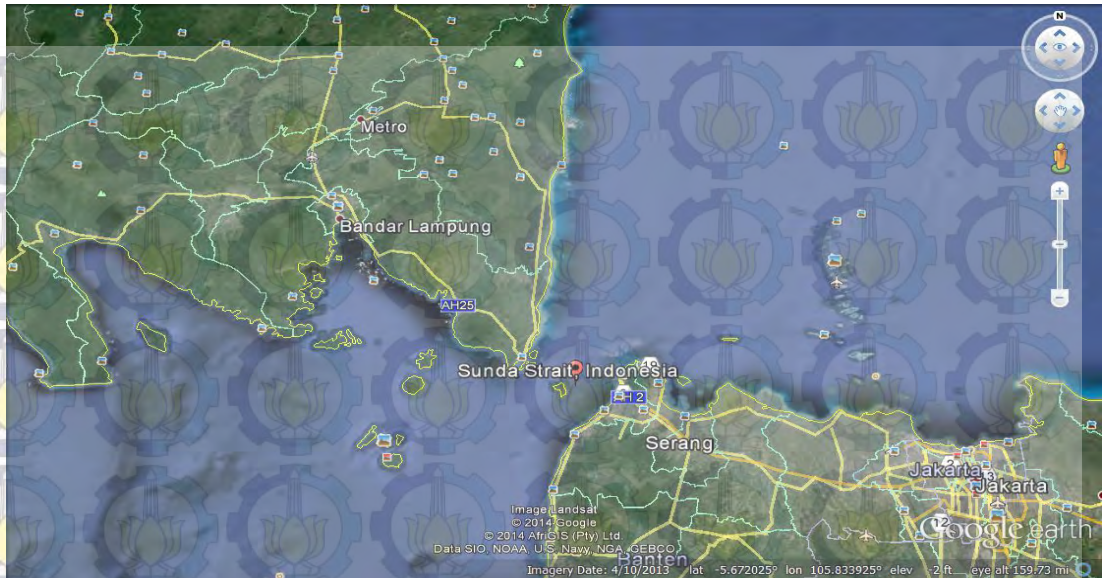 N
Metro
Bandar Lampung
AH25
Sunda Strait, Indonesia
Serang
Jakarta
Jakarta
12
Image Landsat
© 2014 Google
© 2014 AfriGIS (Pty) Ltd.
Data SIO, NOAA, U.S. Navy, NGA, GEBCO
Banten
Google earth
Imagery Date: 4/10/2013 lat -5.672025° lon 105.833925° elev -2 ft eye alt 159.73 mi